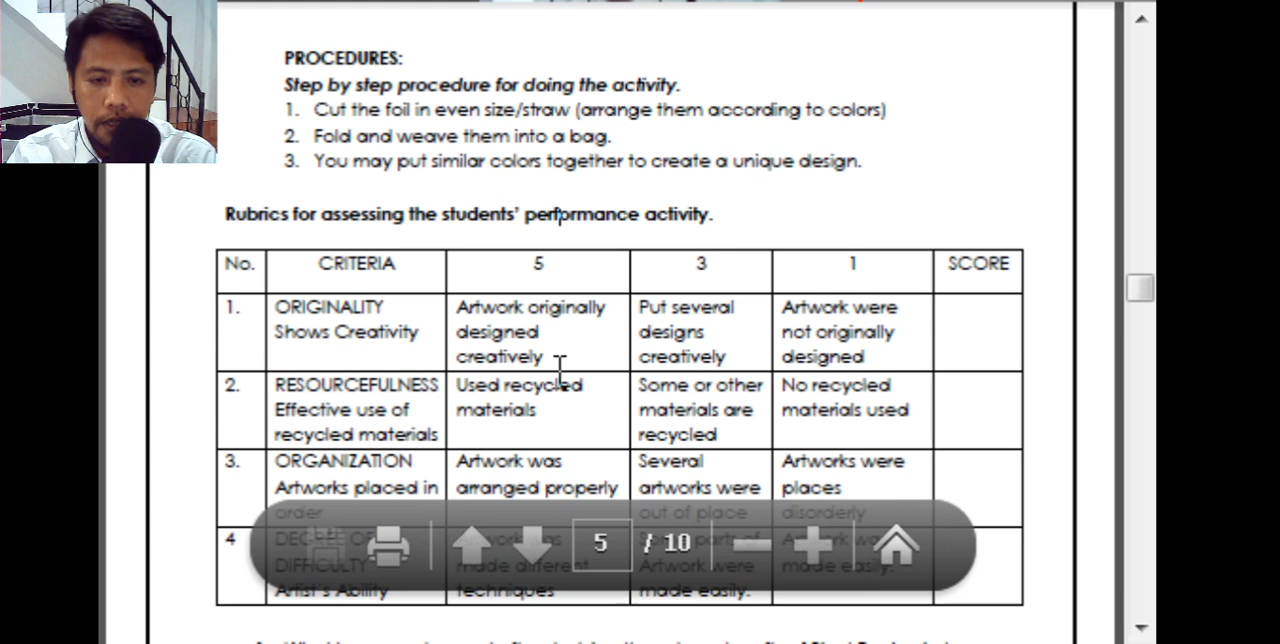 PROCEDURES:
Step by step procedure for doing the activity.
1. Cut the foil in even size/straw (arrange them according to colors)
2. Fold and weave them into a bag.
3. You may put similar colors together to create a unique design.
Rubrics for assessing the students' performance activity.
No. CRITERIA 5 3 1 SCORE
1. ORIGINALITY Artwork originally Put several Artwork were
Shows Creativity designed designs not originally
creatively creatively designed
2. RESOURCEFULNESS Used recycled Some or other No recycled
Effective use of materials materials are materials used
recycled materials recycled
3. ORGANIZATION Artwork was Several Artworks were
Artworks placed in arranged properly artworks were places
order out of place disorderly
4 DEGREE OF parts of
DIFFICULTY made different Artwork were made easily.
Artist's Ability techniques made easily.
5 / 10